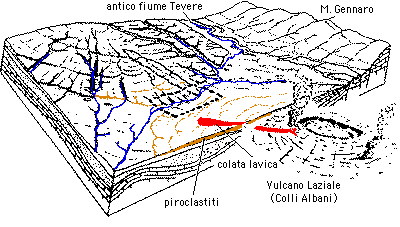 antico fiume Tevere
M. Gennaro
colata lavica
piroclastiti
Vulcano Laziale
(Colli Albani)